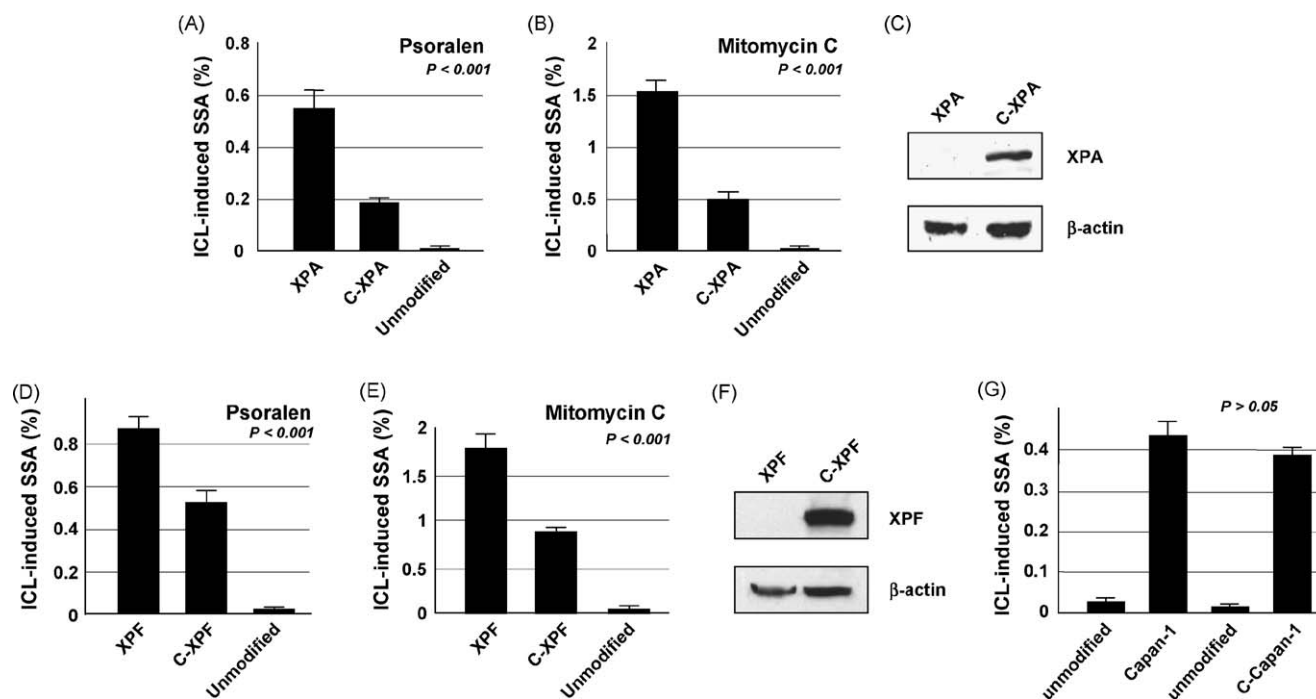 (A)
Psoralen
P < 0.001
ICL-induced SSA (%)
0.8
0.6
0.4
0.2
0
XPA
C-XPA
Unmodified
(B)
Mitomycin C
P < 0.001
ICL-induced SSA (%)
2
1.5
1
0.5
0
XPA
C-XPA
Unmodified
(C)
XPA
C-XPA
XPA
β-actin
(D)
Psoralen
P < 0.001
ICL-induced SSA (%)
0.8
0.6
0.4
0.2
0
XPF
C-XPF
Unmodified
(E)
Mitomycin C
P < 0.001
ICL-induced SSA (%)
2
1.5
1
0.5
0
XPF
C-XPF
Unmodified
(F)
XPF
C-XPF
XPF
β-actin
(G)
P > 0.05
ICL-induced SSA (%)
0.4
0.3
0.2
0.1
0
unmodified
Capan-1
unmodified
C-Capan-1